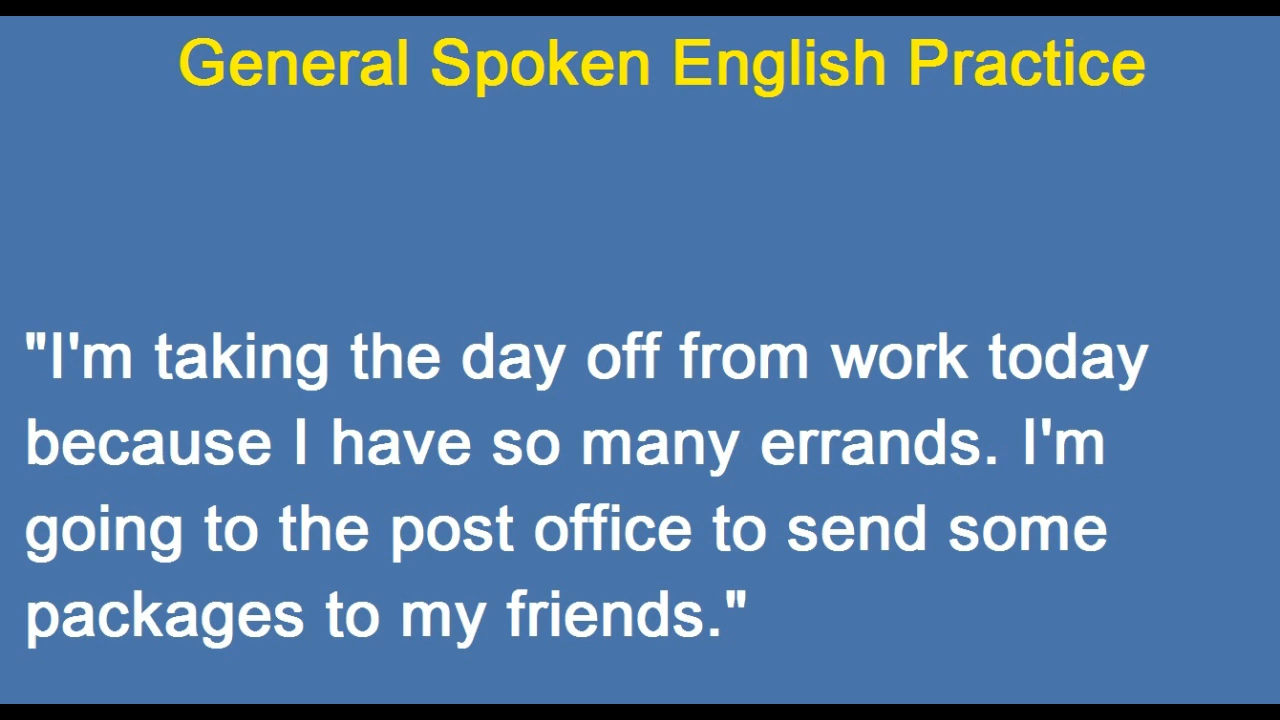 General Spoken English Practice
"I'm taking the day off from work today
because I have so many errands. I'm
going to the post office to send some
packages to my friends."